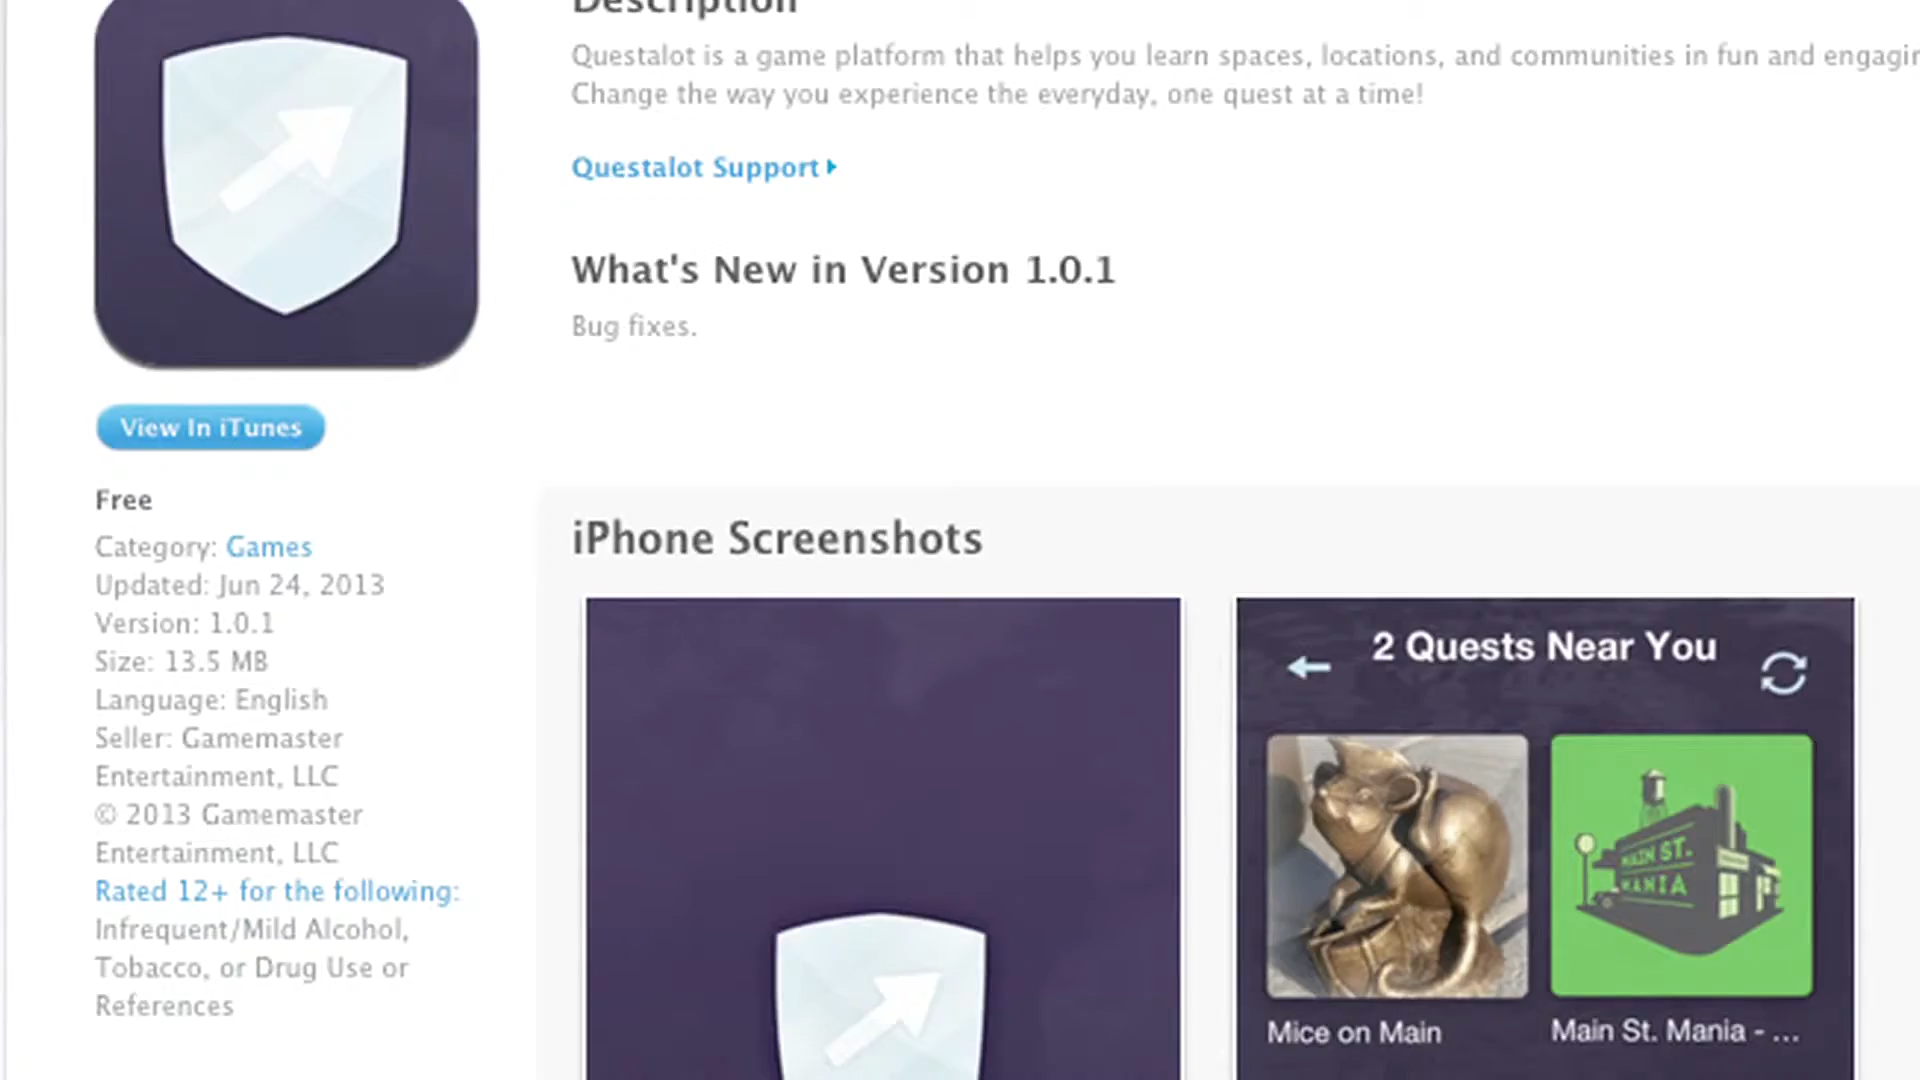 Description
Questalot is a game platform that helps you learn spaces, locations, and communities in fun and
Change the way you experience the everyday, one quest at a time!
Questalot Support
What's New in Version 1.0.1
Bug fixes.
View In iTunes
Free
Category: Games
Updated: Jun 24, 2013
Version: 1.0.1
Size: 13.5 MB
Language: English
Seller: Gamemaster
Entertainment, LLC
© 2013 Gamemaster
Entertainment, LLC
Rated 12+ for the following:
Infrequent/Mild Alcohol,
Tobacco, or Drug Use or
References
iPhone Screenshots
2 Quests Near You
MAIN ST.
MANIA
Mice on Main
Main St. Mania - ...